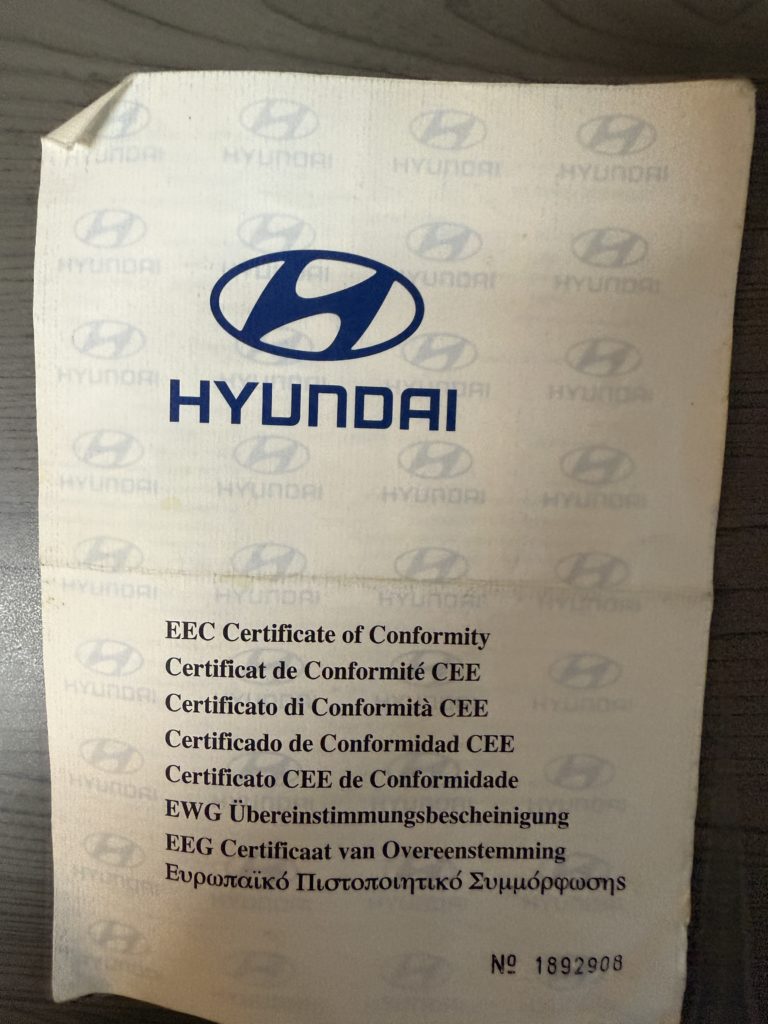 HYUNDAI
EEC Certificate of Conformity
Certificat de Conformité CEE
Certificato di Conformità CEE
Certificado de Conformidad CEE
Certificato CEE de Conformidade
EWG Übereinstimmungsbescheinigung
EEG Certificaat van Overeenstemming
Ευρωπαϊκό Πιστοποιητικό Συμμόρφωσης
Nº 1892908